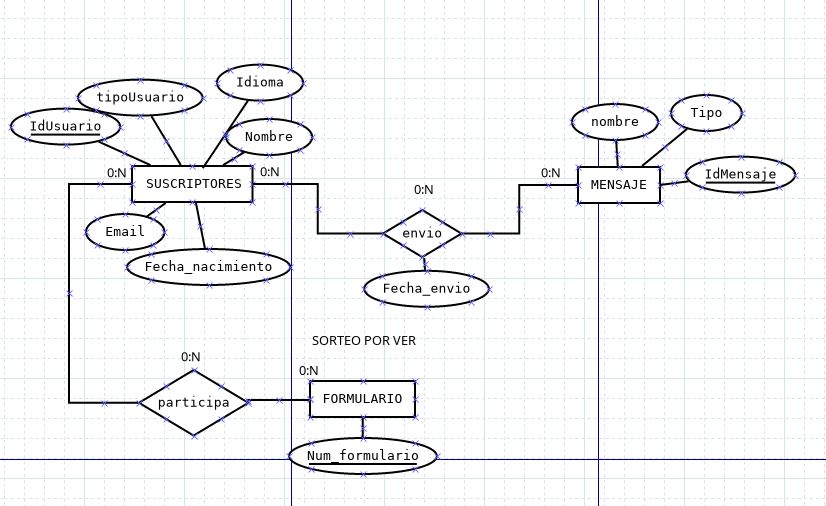 Idioma
tipoUsuario
IdUsuario
Nombre
nombre
Tipo
IdMensaje
0:N
SUSCRIPTORES
0:N
0:N
MENSAJE
0:N
Email
envio
Fecha_nacimiento
Fecha_envio
SORTEO POR VER
0:N
0:N
participa
FORMULARIO
Num_formulario